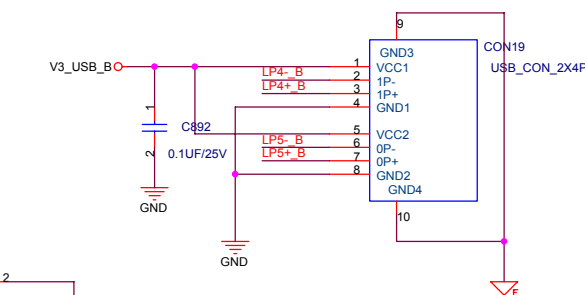 9
GND3
CON19
V3_USB_B
1
VCC1
USB_CON_2X4P
LP4-_B
2
1P-
LP4+_B
3
1P+
4
GND1
1
C892
5
VCC2
LP5-_B
6
0P-
2
0.1UF/25V
LP5+_B
7
0P+
8
GND2
GND4
GND
10
GND
2
F